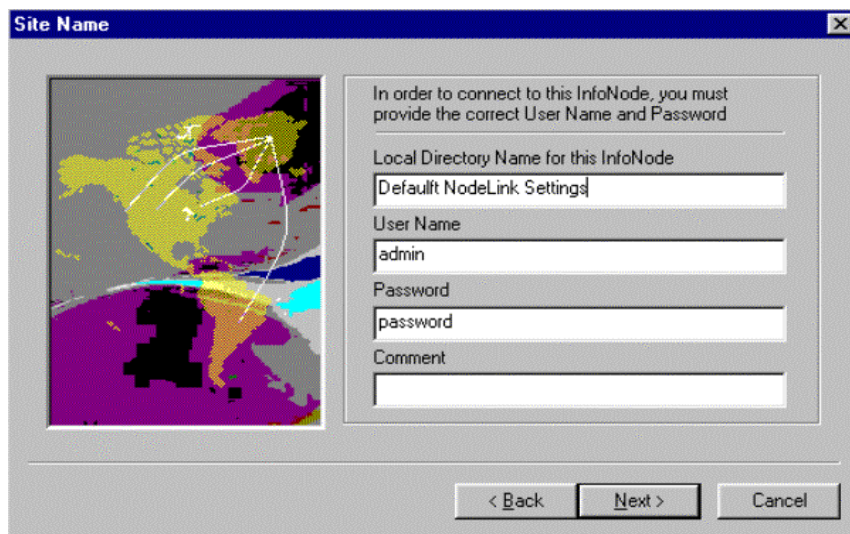 Site Name
In order to connect to this InfoNode, you must
provide the correct User Name and Password
Local Directory Name for this InfoNode
Defaulft NodeLink Settings
User Name
admin
Password
password
Comment
< Back
Next >
Cancel